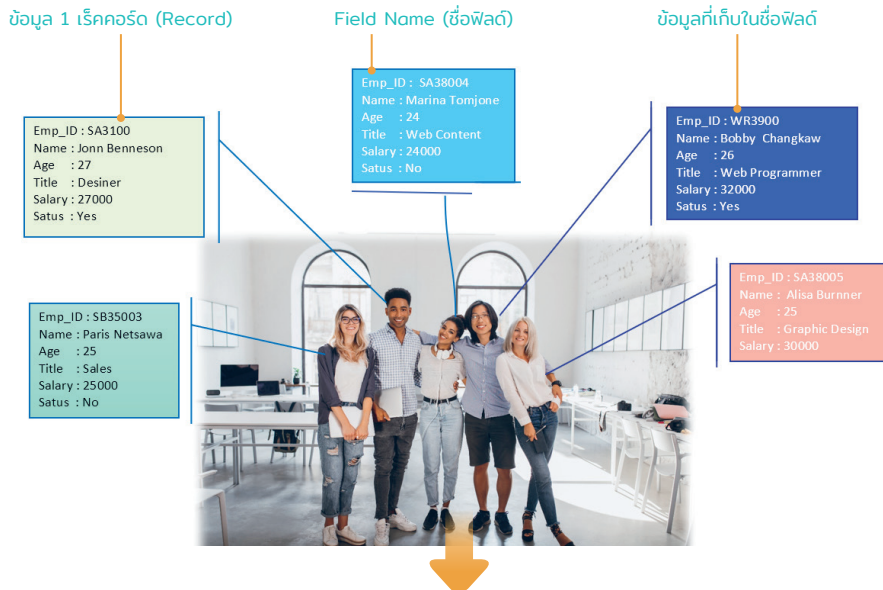 ข้อมูล 1 เร็คคอร์ด (Record)
Field Name (ชื่อฟิลด์)
ข้อมูลที่เก็บในชื่อฟิลด์
Emp_ID : SA38004
Name : Marina Tomjone
Age : 24
Title : Web Content
Salary : 24000
Satus : No
Emp_ID : SA3100
Name : Jonn Benneson
Age : 27
Title : Desiner
Salary : 27000
Satus : Yes
Emp_ID : WR3900
Name : Bobby Changkaw
Age : 26
Title : Web Programmer
Salary : 32000
Satus : Yes
Emp_ID : SB35003
Name : Paris Netsawa
Age : 25
Title : Sales
Salary : 25000
Satus : No
Emp_ID : SA38005
Name : Alisa Burnner
Age : 25
Title : Graphic Design
Salary : 30000